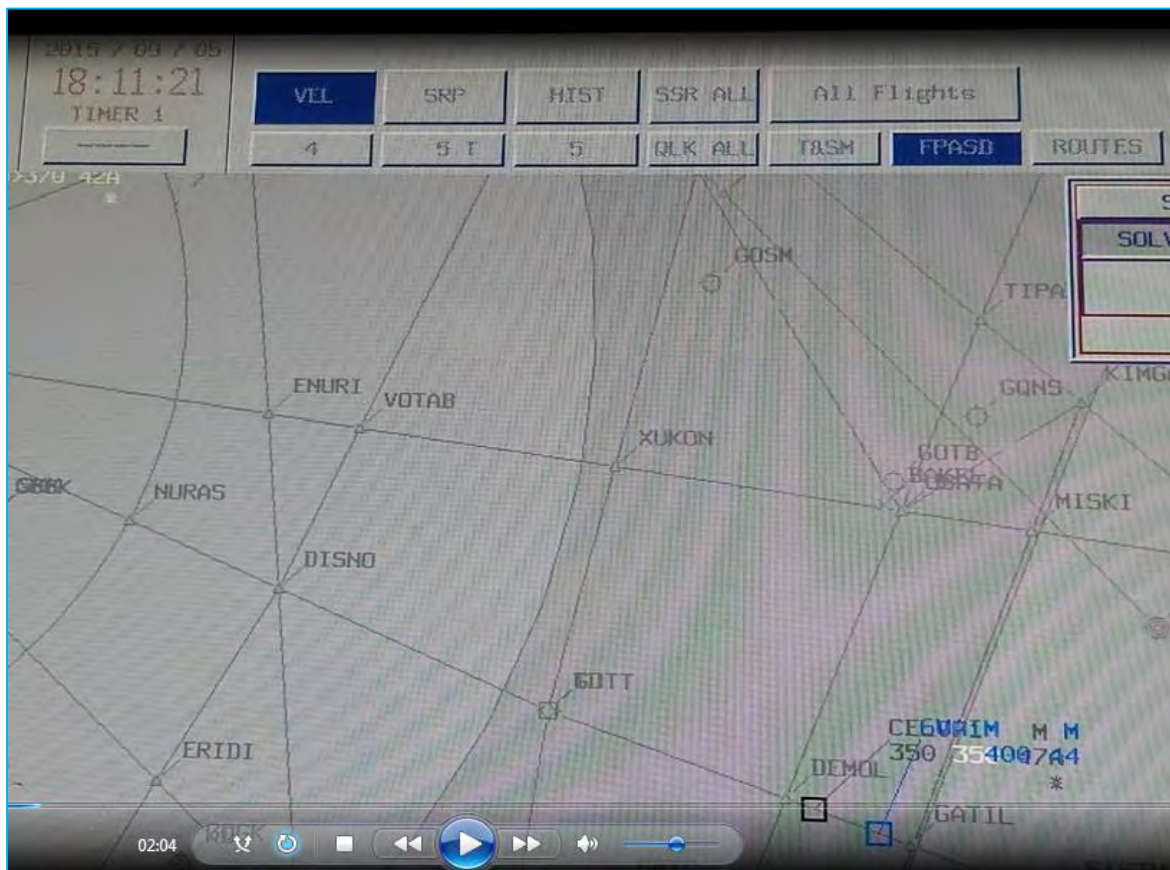 2015 / 09 / 05
18:11:21
TIMER 1
VEL
SRP
HIST
SSR ALL
All Flights
4
5 T
5
QLK ALL
T&SM
FPASD
ROUTES
GOSM
TIPA
SOLV
ENURI
VOTAB
GQNS
KIMGA
XUKON
GOTB
NURAS
MISKI
DISNO
ERIDI
DEMOL
350
GATIL
02:04